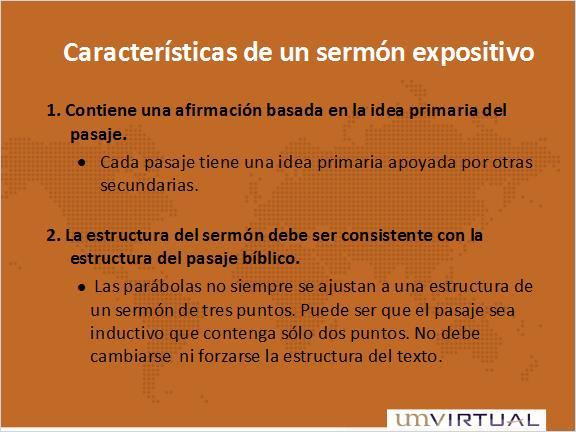 Características de un sermón expositivo
1. Contiene una afirmación basada en la idea primaria del
pasaje.
• Cada pasaje tiene una idea primaria apoyada por otras
secundarias.
2. La estructura del sermón debe ser consistente con la
estructura del pasaje bíblico.
• Las parábolas no siempre se ajustan a una estructura de
un sermón de tres puntos. Puede ser que el pasaje sea
inductivo que contenga sólo dos puntos. No debe
cambiarse ni forzarse la estructura del texto.
umVIRTUAL